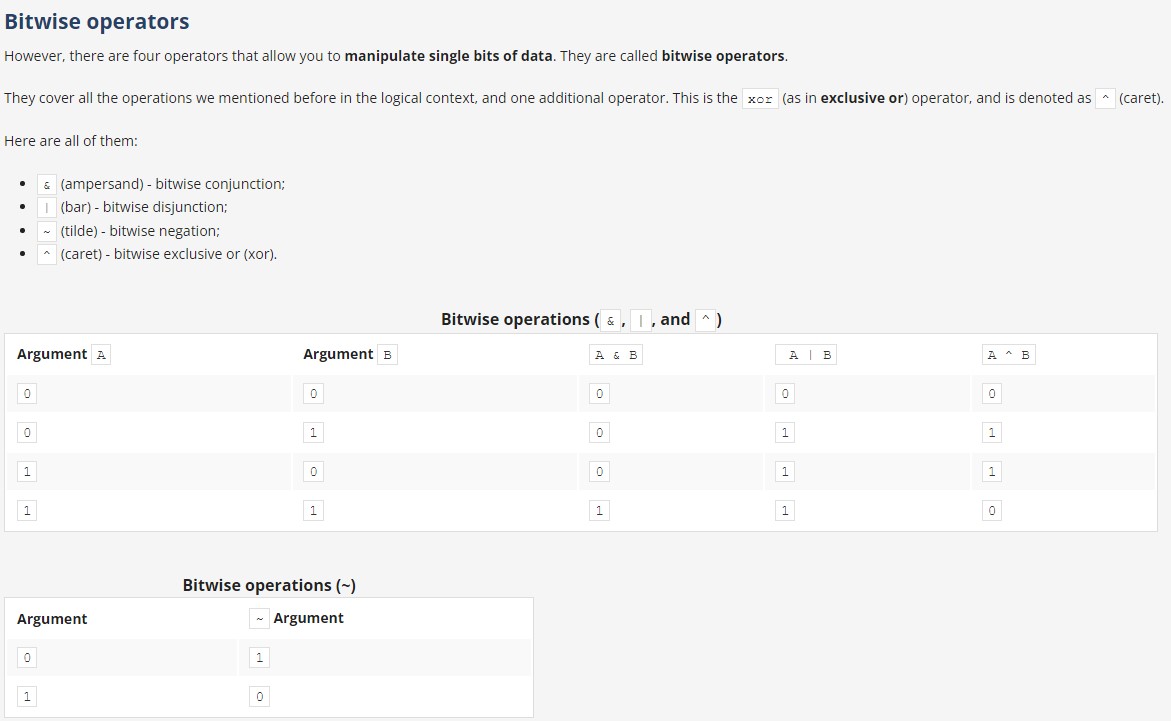 Bitwise operators
However, there are four operators that allow you to manipulate single bits of data. They are called bitwise operators.
They cover all the operations we mentioned before in the logical context, and one additional operator. This is the xor (as in exclusive or) operator, and is denoted as ^ (caret).
Here are all of them:
• & (ampersand) - bitwise conjunction;
• | (bar) - bitwise disjunction;
• ~ (tilde) - bitwise negation;
• ^ (caret) - bitwise exclusive or (xor).
Bitwise operations ( & , | , and ^ )
Argument A Argument B A & B A | B A ^ B
0 0 0 0 0
0 1 0 1 1
1 0 0 1 1
1 1 1 1 0
Bitwise operations (~)
Argument ~ Argument
0 1
1 0